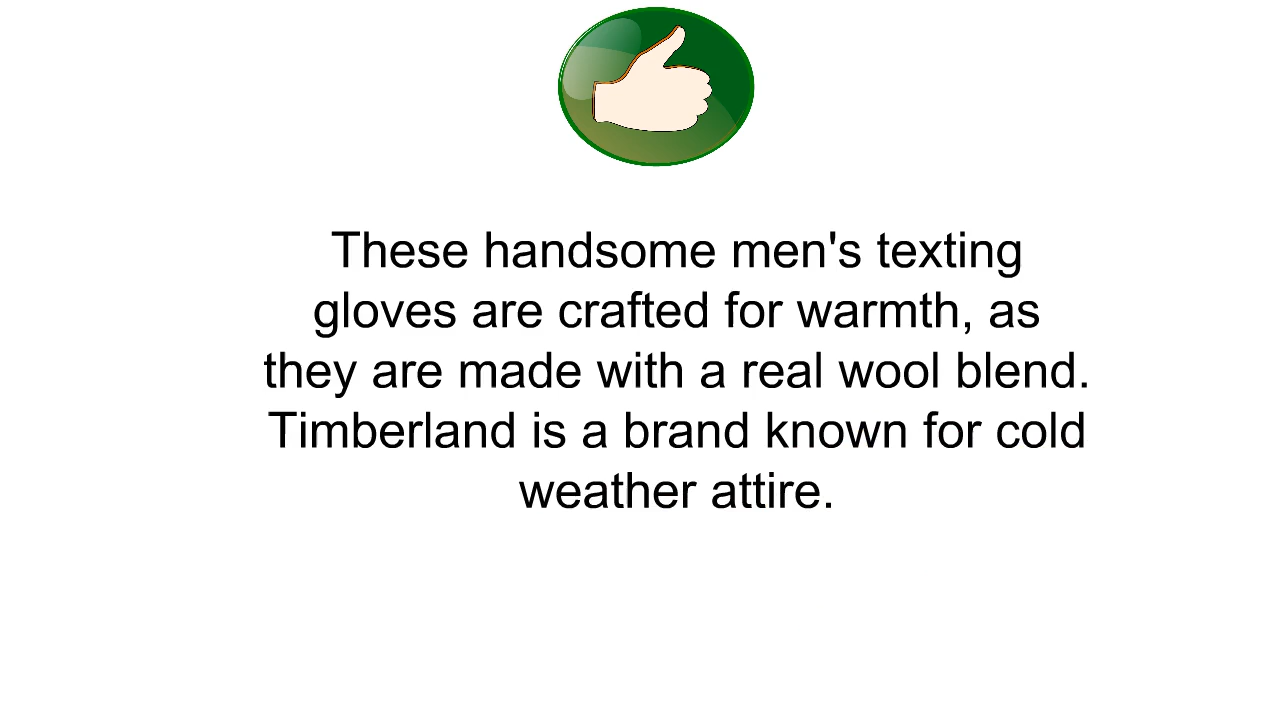 These handsome men's texting
gloves are crafted for warmth, as
they are made with a real wool blend.
Timberland is a brand known for cold
weather attire.